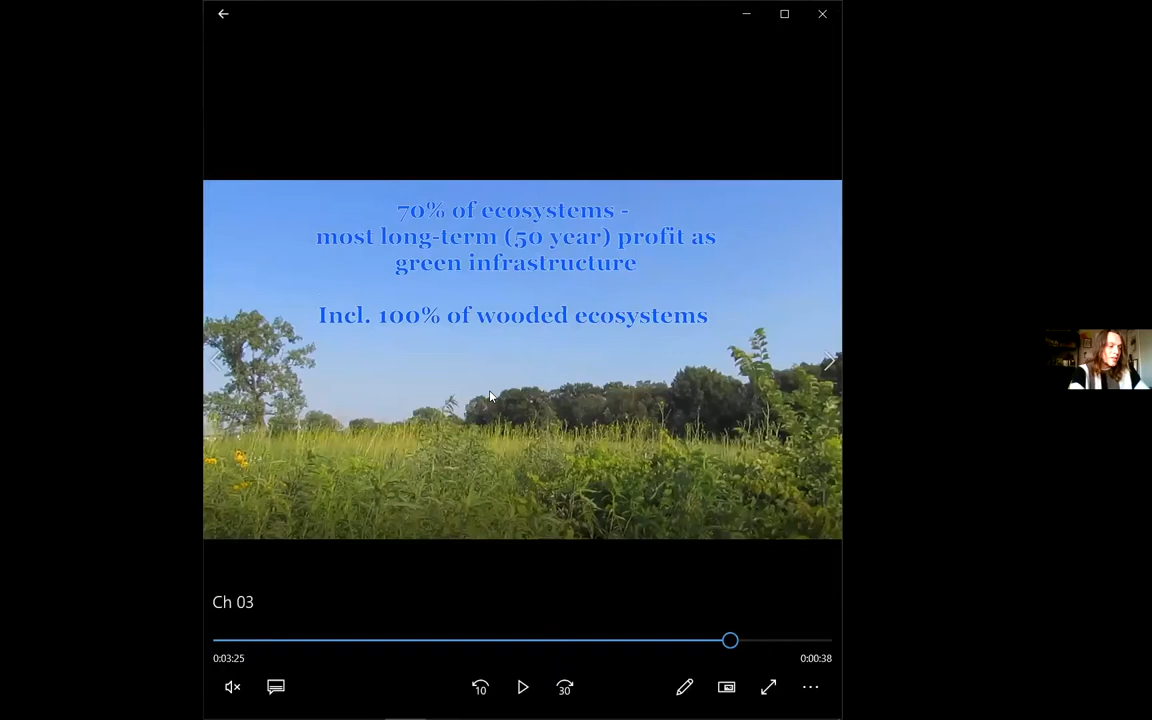 70% of ecosystems -
most long-term (50 year) profit as
green infrastructure
Incl. 100% of wooded ecosystems
Ch 03
0:03:25
0:00:38
10
30